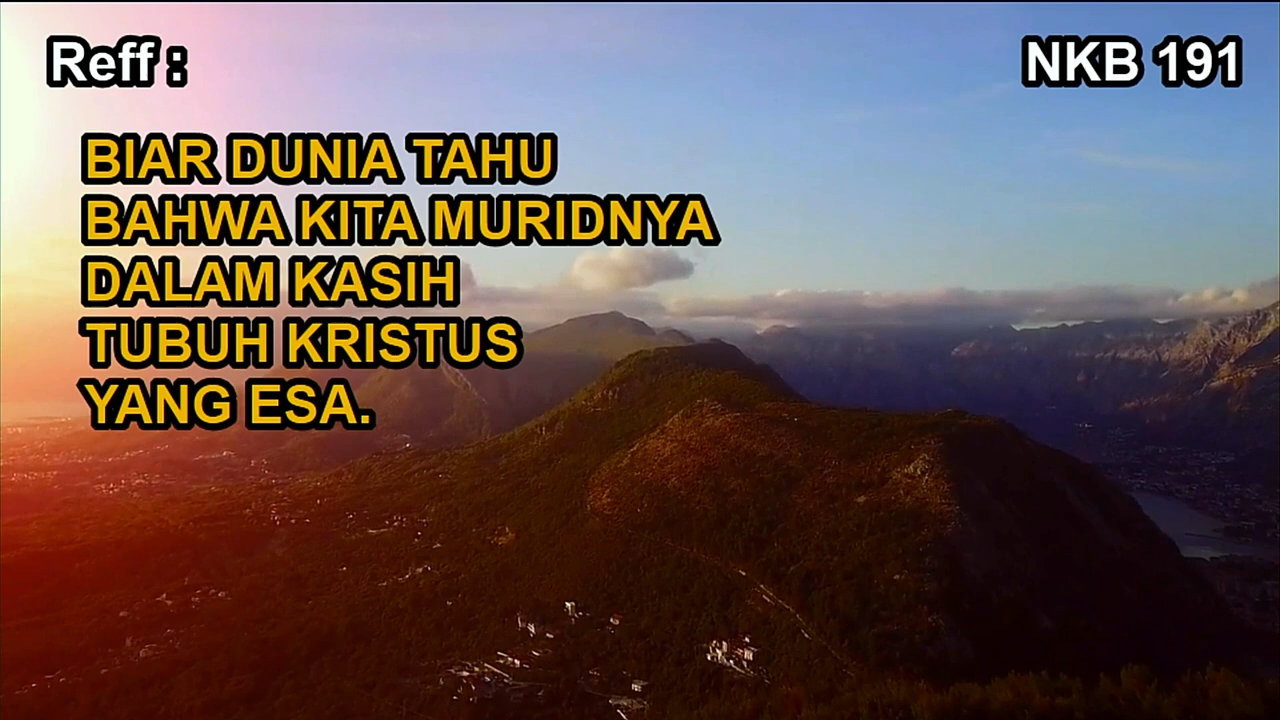 Reff :
NKB 191
BIAR DUNIA TAHU
BAHWA KITA MURIDNYA
DALAM KASIH
TUBUH KRISTUS
YANG ESA.